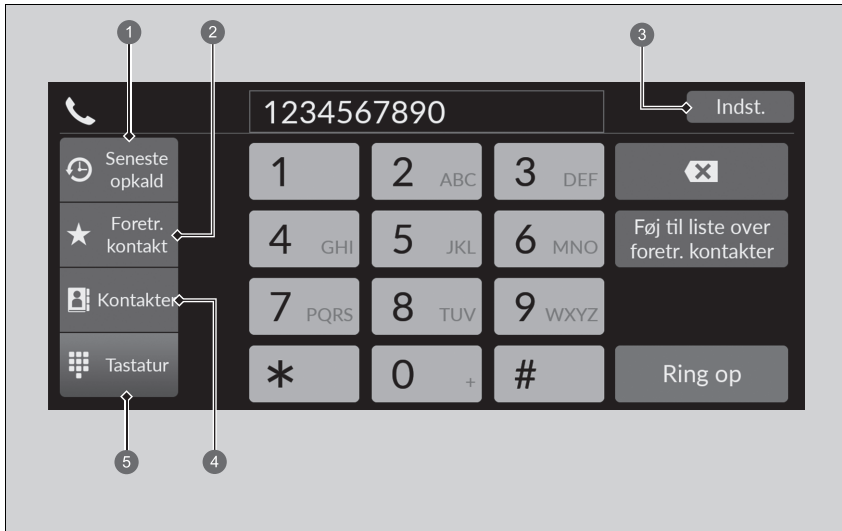 1
2
3
1234567890
Indst.
Seneste
opkald
1
2 ABC
3 DEF
Foretr.
kontakt
4 GHI
5 JKL
6 MNO
Føj til liste over
foretr. kontakter
Kontakter
7 PQRS
8 TUV
9 WXYZ
Tastatur
*
0 +
#
Ring op
5
4